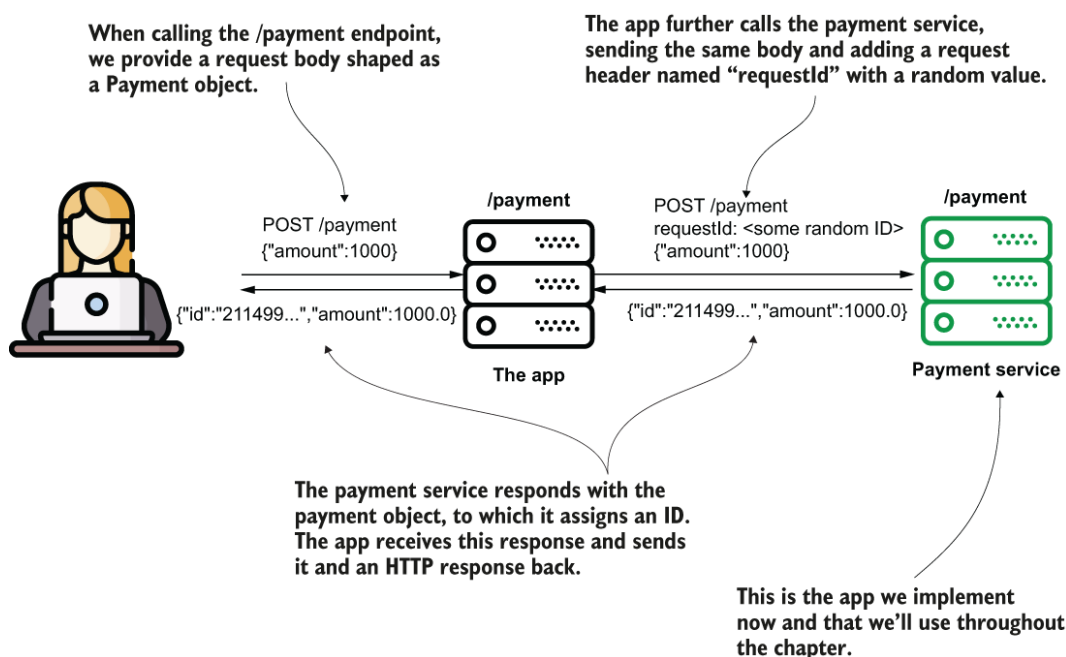 When calling the /payment endpoint,
we provide a request body shaped as
a Payment object.
The app further calls the payment service,
sending the same body and adding a request
header named “requestId” with a random value.
POST /payment
{"amount":1000}
{"id":"211499...","amount":1000.0}
/payment
The app
POST /payment
requestId: <some random ID>
{"amount":1000}
{"id":"211499...","amount":1000.0}
/payment
Payment service
The payment service responds with the
payment object, to which it assigns an ID.
The app receives this response and sends
it and an HTTP response back.
This is the app we implement
now and that we’ll use throughout
the chapter.